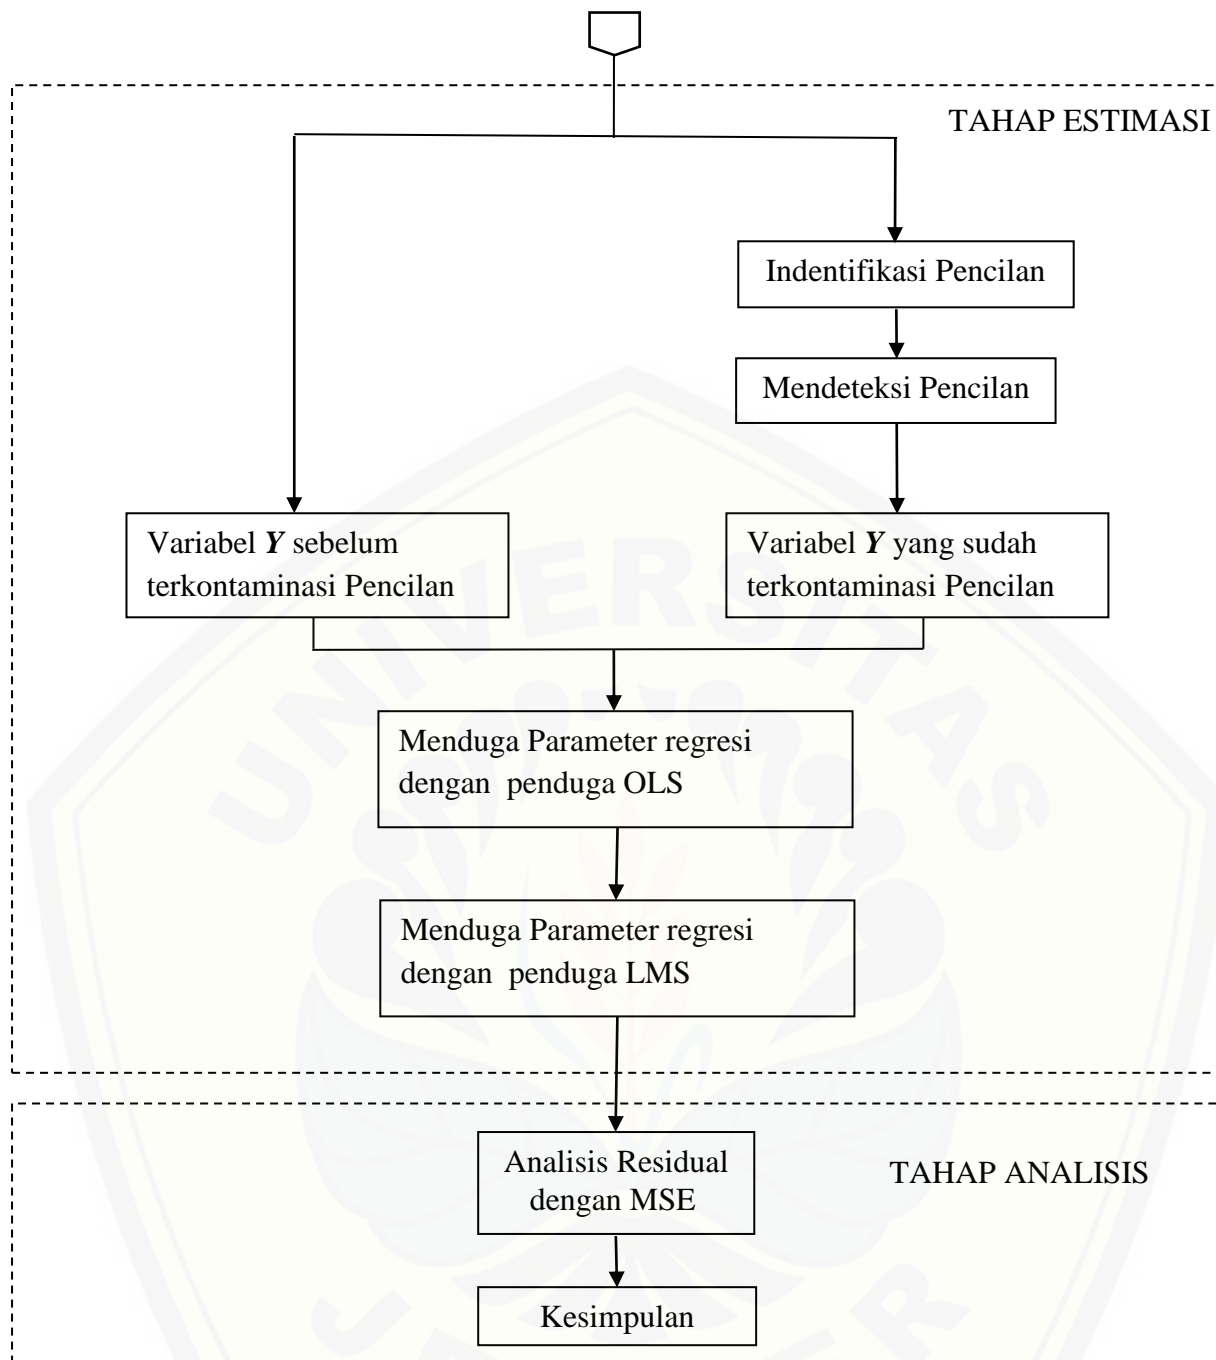 TAHAP ESTIMASI
Indentifikasi Pencilan
Mendeteksi Pencilan
Variabel Y sebelum
terkontaminasi Pencilan
Variabel Y yang sudah
terkontaminasi Pencilan
Menduga Parameter regresi
dengan penduga OLS
Menduga Parameter regresi
dengan penduga LMS
Analisis Residual
dengan MSE
TAHAP ANALISIS
Kesimpulan
UNIVERSITAS